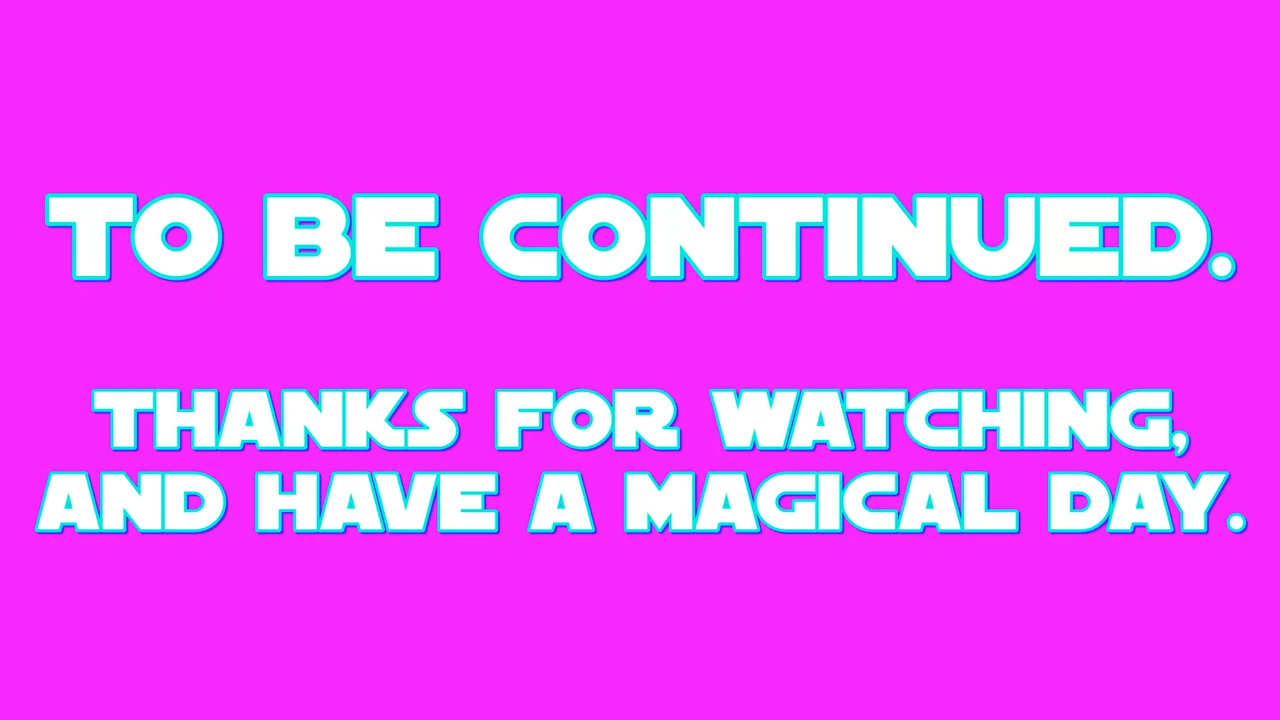 TO BE CONTINUED.
THANKS FOR WATCHING,
AND HAVE A MAGICAL DAY.